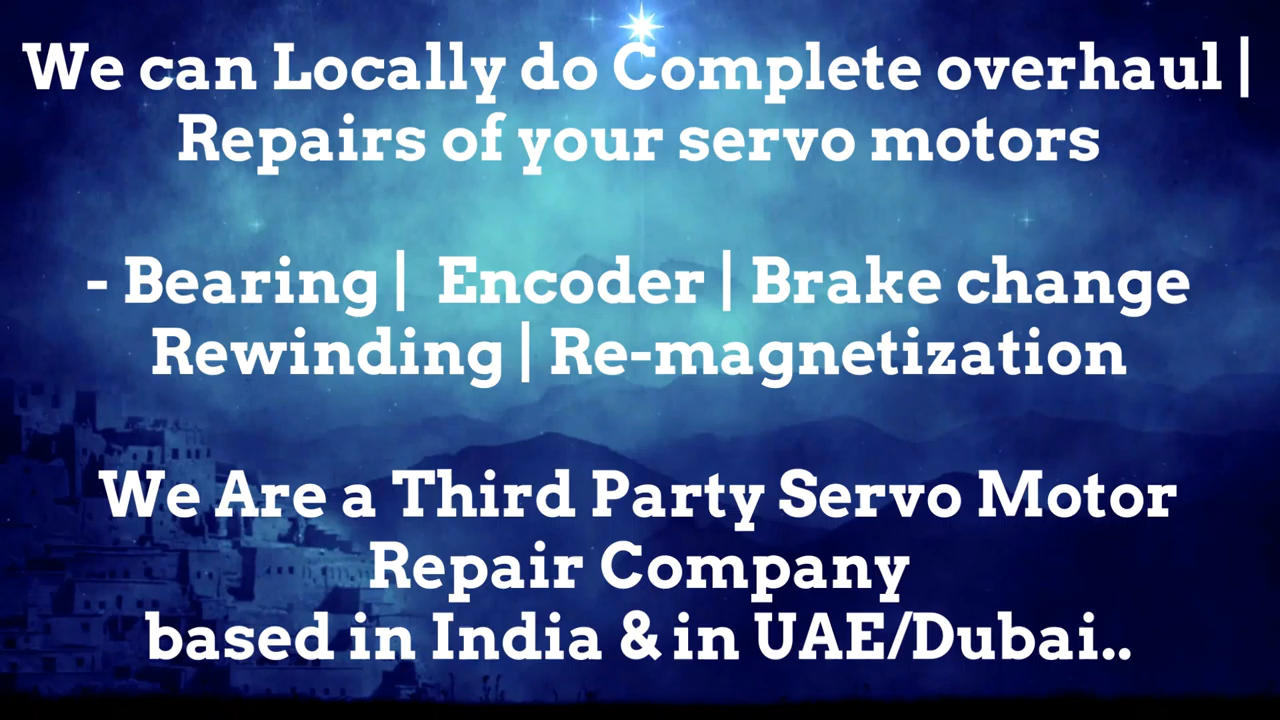 We can Locally do Complete overhaul |
Repairs of your servo motors
- Bearing | Encoder | Brake change
Rewinding | Re-magnetization
We Are a Third Party Servo Motor
Repair Company
based in India & in UAE/Dubai..